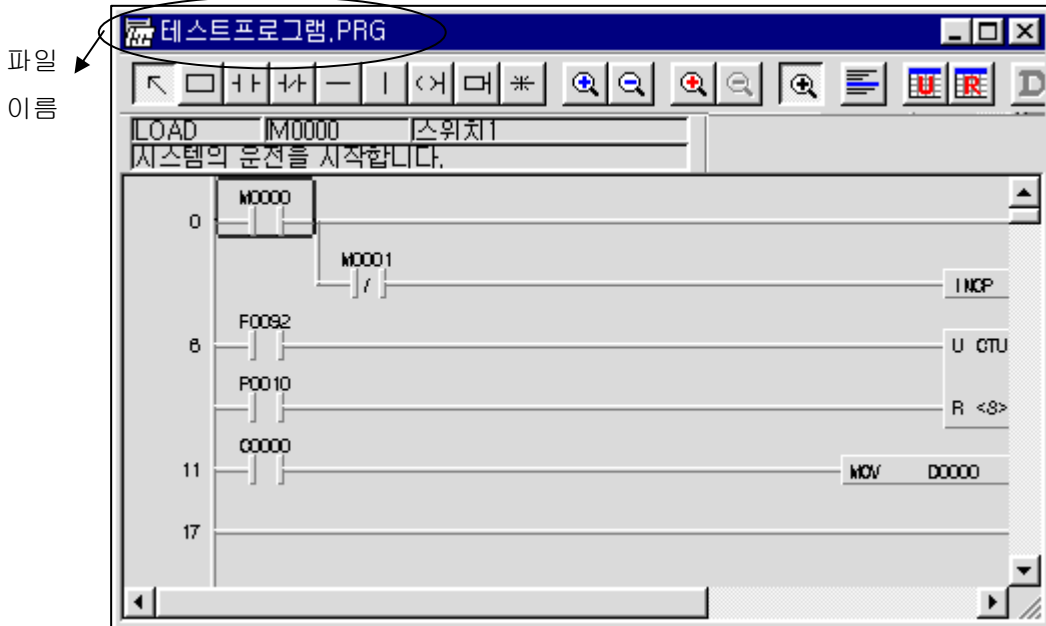 파일
이름
테스트프로그램.PRG
U R D
LOAD M0000 스위치1
시스템의 운전을 시작합니다.
M0000
0
M0001
INCP
F0092
6 U CTU
P0010
R <S>
C0000
11 MOV D0000
17